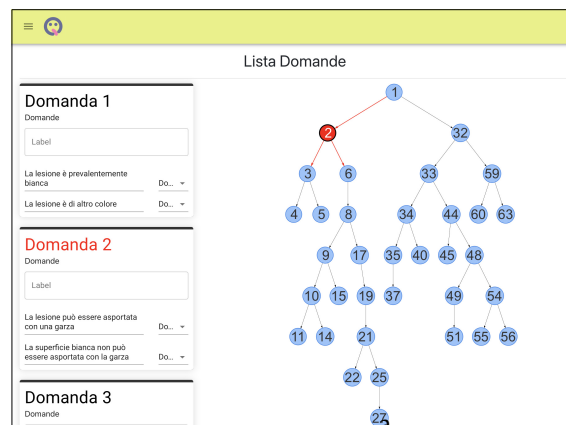 Lista Domande
Domanda 1
Domande
Label
La lesione è prevalentemente
bianca
Do...
La lesione è di altro colore
Do...
Domanda 2
Domande
Label
La lesione può essere asportata
con una garza
Do...
La superficie bianca non può
essere asportata con la garza
Do...
Domanda 3
Domande
1
2 32
3 6 33 59
4 5 8 34 44 60 63
9 17 35 40 45 48
10 15 19 37 49 54
11 14 21 51 55 56
22 25
27